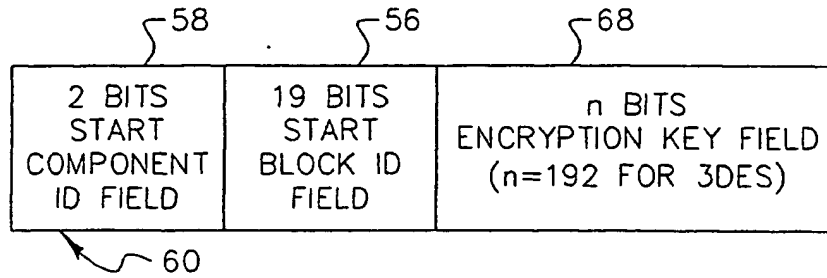 58
56
68
2 BITS
START
COMPONENT
ID FIELD
19 BITS
START
BLOCK ID
FIELD
n BITS
ENCRYPTION KEY FIELD
(n=192 FOR 3DES)
60